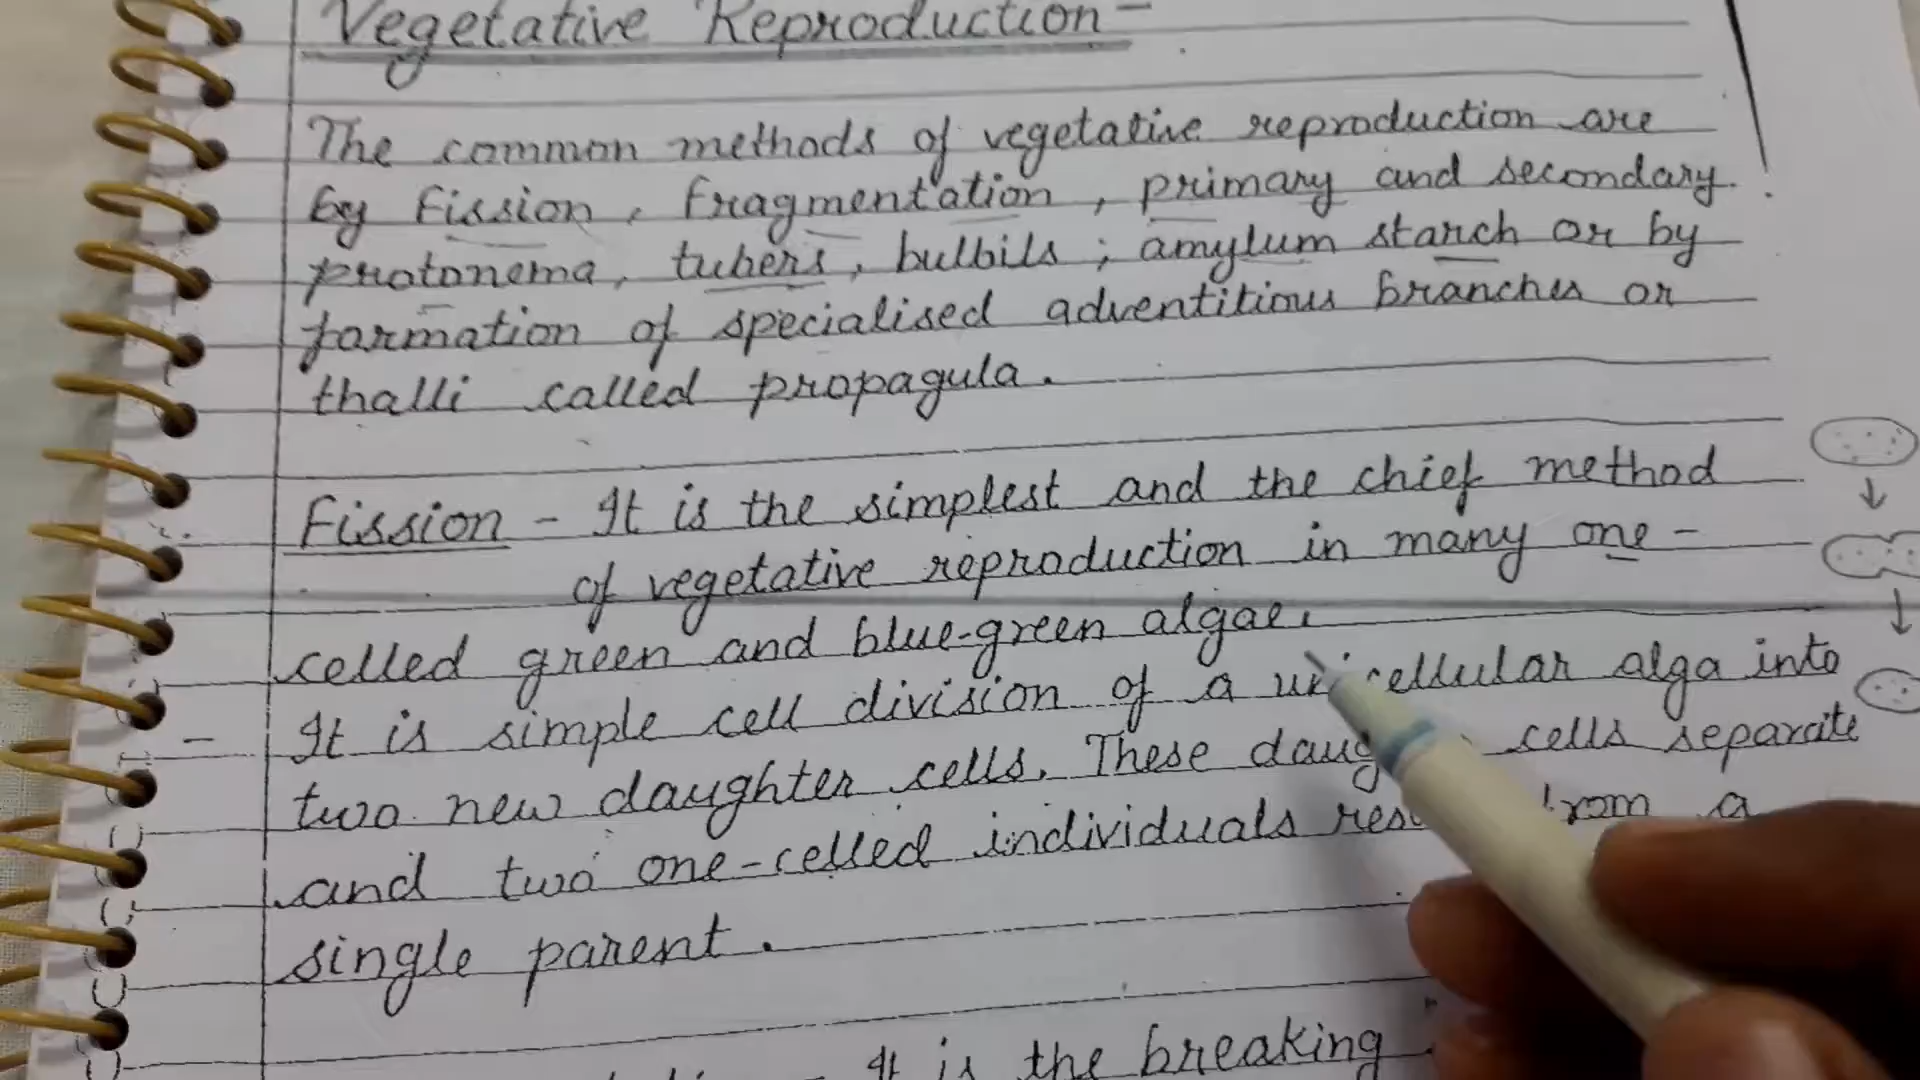 Vegetative Reproduction -
The common methods of vegetative reproduction are
by Fission, Fragmentation, primary and secondary
protonema, tubers, bulbils; amylum starch or by
formation of specialised adventitious branches or
thalli called propagula.
Fission - It is the simplest and the chief method
of vegetative reproduction in many one-
celled green and blue-green algae.
- It is simple cell division of a unicellular alga into
two new daughter cells. These daug cells separate
and two one-celled individuals res from a
single parent.
- It is the breaking